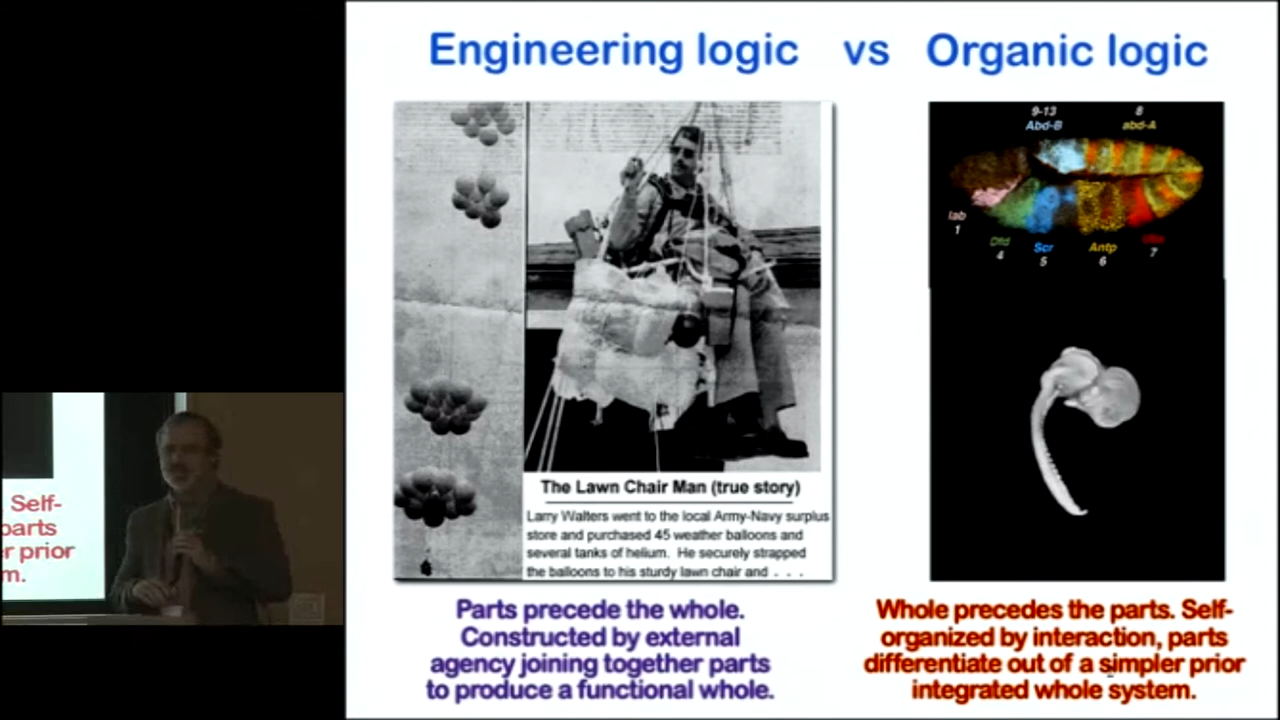 Engineering logic vs Organic logic
9-13
Abd-B
8
abd-A
lab
1
Dfd
4
Scr
5
Antp
6
7
The Lawn Chair Man (true story)
Larry Walters went to the local Army-Navy surplus
store and purchased 45 weather balloons and
several tanks of helium. He securely strapped
the balloons to his sturdy lawn chair and . . .
Parts precede the whole.
Constructed by external
agency joining together parts
to produce a functional whole.
Whole precedes the parts. Self-
organized by interaction, parts
differentiate out of a simpler prior
integrated whole system.
Self-
parts
r prior
m.